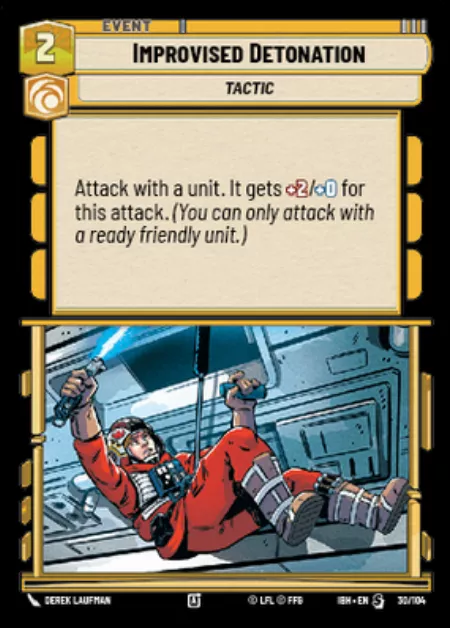 EVENT
2
IMPROVISED DETONATION
TACTIC
Attack with a unit. It gets +2/+0 for
this attack. (You can only attack with
a ready friendly unit.)
DEREK LAUFMAN
A
© LFL © FFG
IBH • EN
30/104